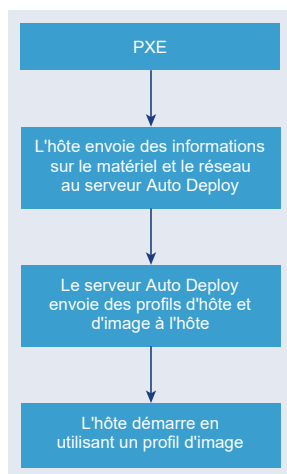 PXE
L'hôte envoie des informations
sur le matériel et le réseau
au serveur Auto Deploy
Le serveur Auto Deploy
envoie des profils d'hôte et
d'image à l'hôte
L'hôte démarre en
utilisant un profil d'image